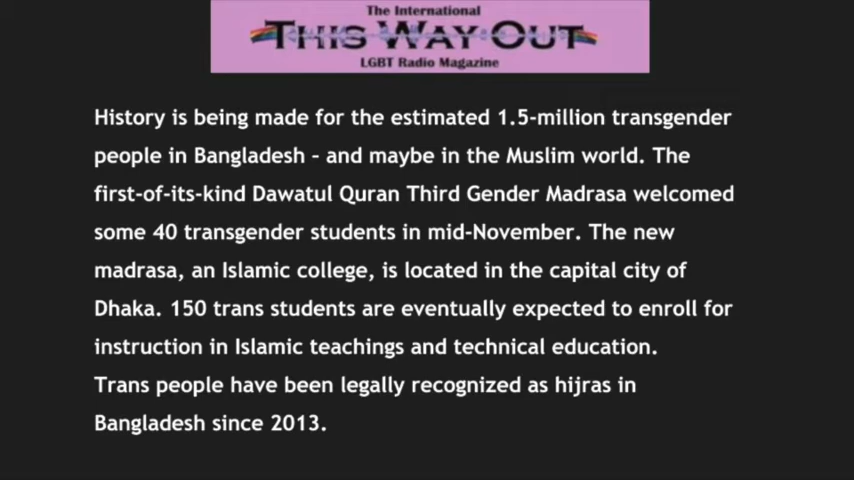 The International
THIS WAY OUT
LGBT Radio Magazine
History is being made for the estimated 1.5-million transgender
people in Bangladesh – and maybe in the Muslim world. The
first-of-its-kind Dawatul Quran Third Gender Madrasa welcomed
some 40 transgender students in mid-November. The new
madrasa, an Islamic college, is located in the capital city of
Dhaka. 150 trans students are eventually expected to enroll for
instruction in Islamic teachings and technical education.
Trans people have been legally recognized as hijras in
Bangladesh since 2013.